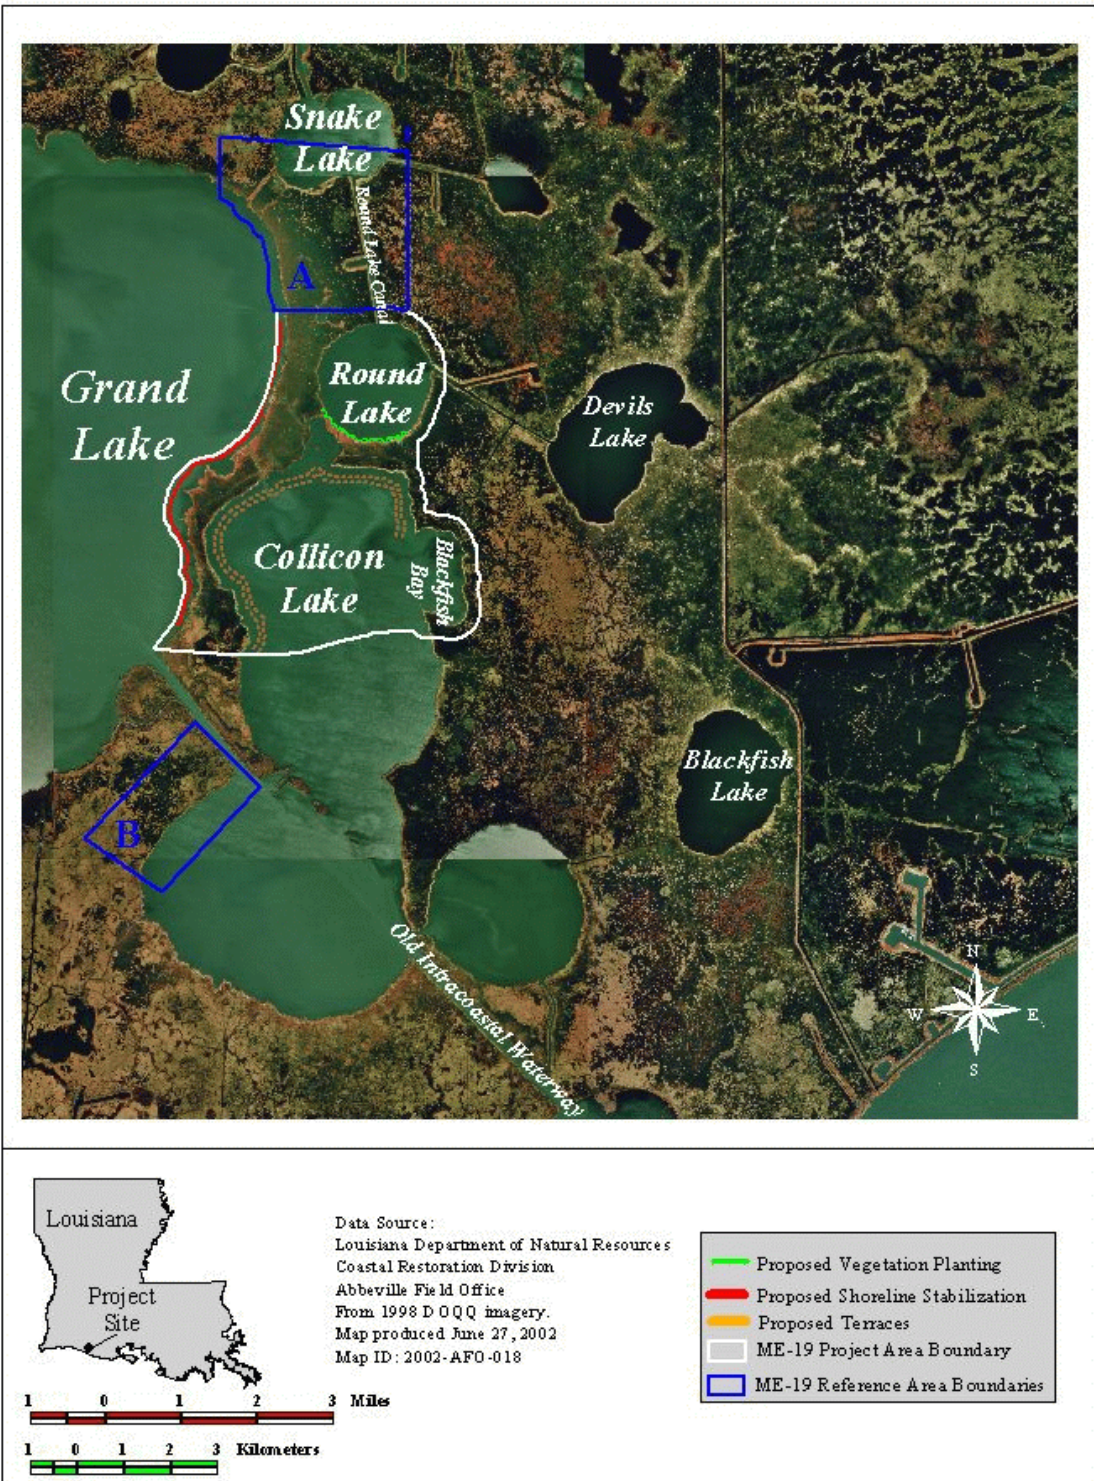 Snake
Lake
Round Lake Canal
A
Grand
Lake
Round
Lake
Devils
Lake
Collicon
Lake
Blackfish
Bay
Blackfish
Lake
B
Old Intracoastal Waterway
N
W
E
S
Louisiana
Project
Site
Data Source:
Louisiana Department of Natural Resources
Coastal Restoration Division
Abbeville Field Office
From 1998 DOQQ imagery.
Map produced June 27, 2002
Map ID: 2002-AFO-018
Proposed Vegetation Planting
Proposed Shoreline Stabilization
Proposed Terraces
ME-19 Project Area Boundary
ME-19 Reference Area Boundaries
1 0 1 2 3 Miles
1 0 1 2 3 Kilometers